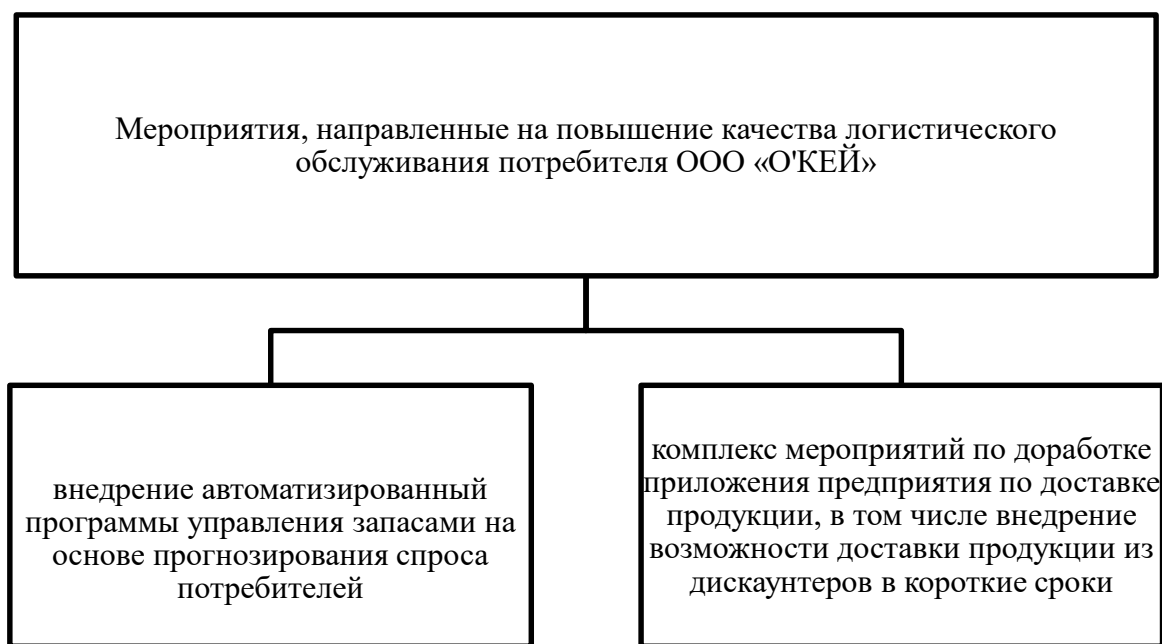 Мероприятия, направленные на повышение качества логистического
обслуживания потребителя ООО «О'КЕЙ»
внедрение автоматизированный
программы управления запасами на
основе прогнозирования спроса
потребителей
комплекс мероприятий по доработке
приложения предприятия по доставке
продукции, в том числе внедрение
возможности доставки продукции из
дискаунтеров в короткие сроки